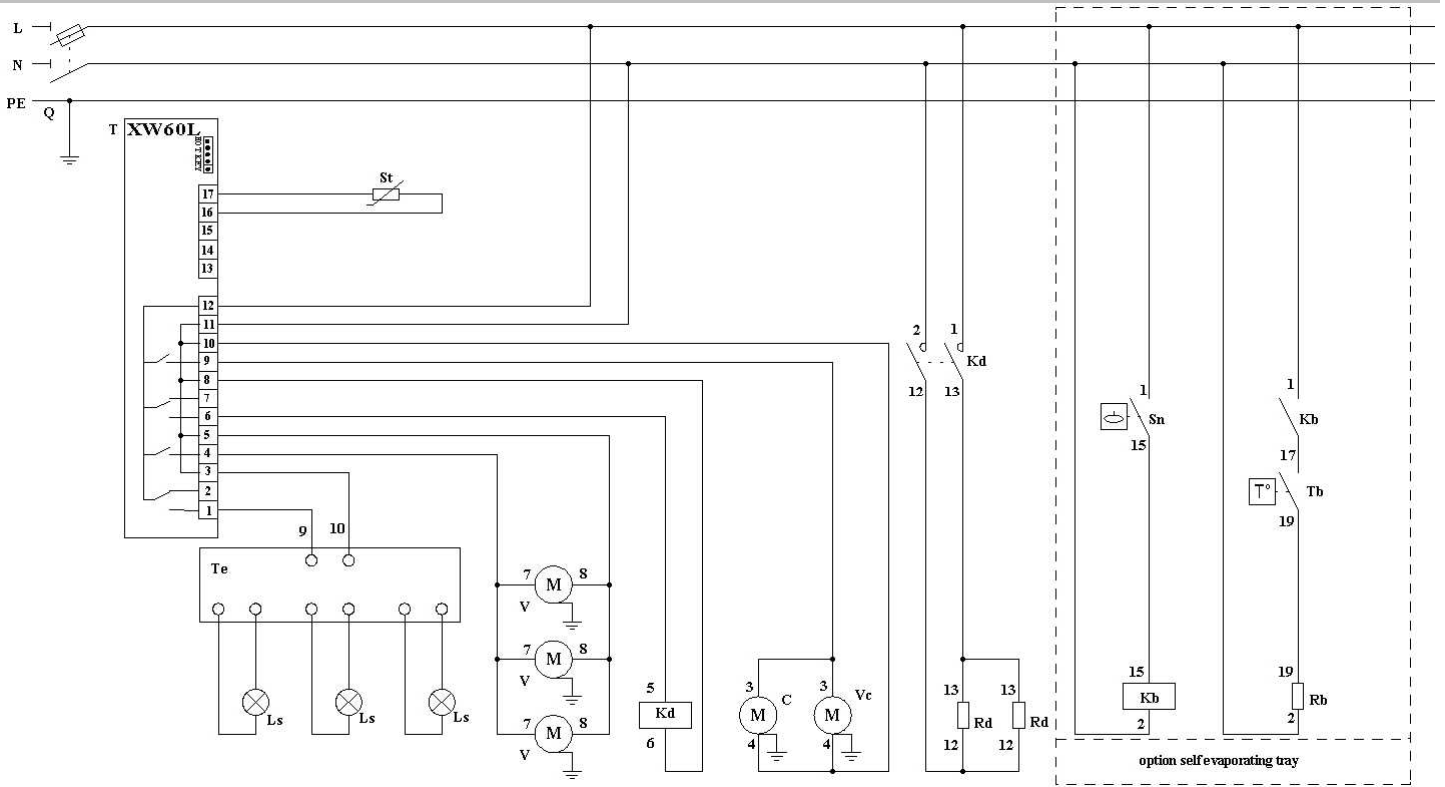 L
N
PE
Q
T XW60L
HOT KEY
17
16
15
14
13
12
11
10
9
8
7
6
5
4
3
2
1
St
9 10
Te
Ls Ls Ls
7 M 8
V
7 M 8
V
7 M 8
V
5
Kd
6
3 C
M
4
3 Vc
M
4
2 1
Kd
12 13
13 13
Rd Rd
12 12
1
Sn
15
15
Kb
2
1
Kb
17
T° Tb
19
19
Rb
2
option self evaporating tray